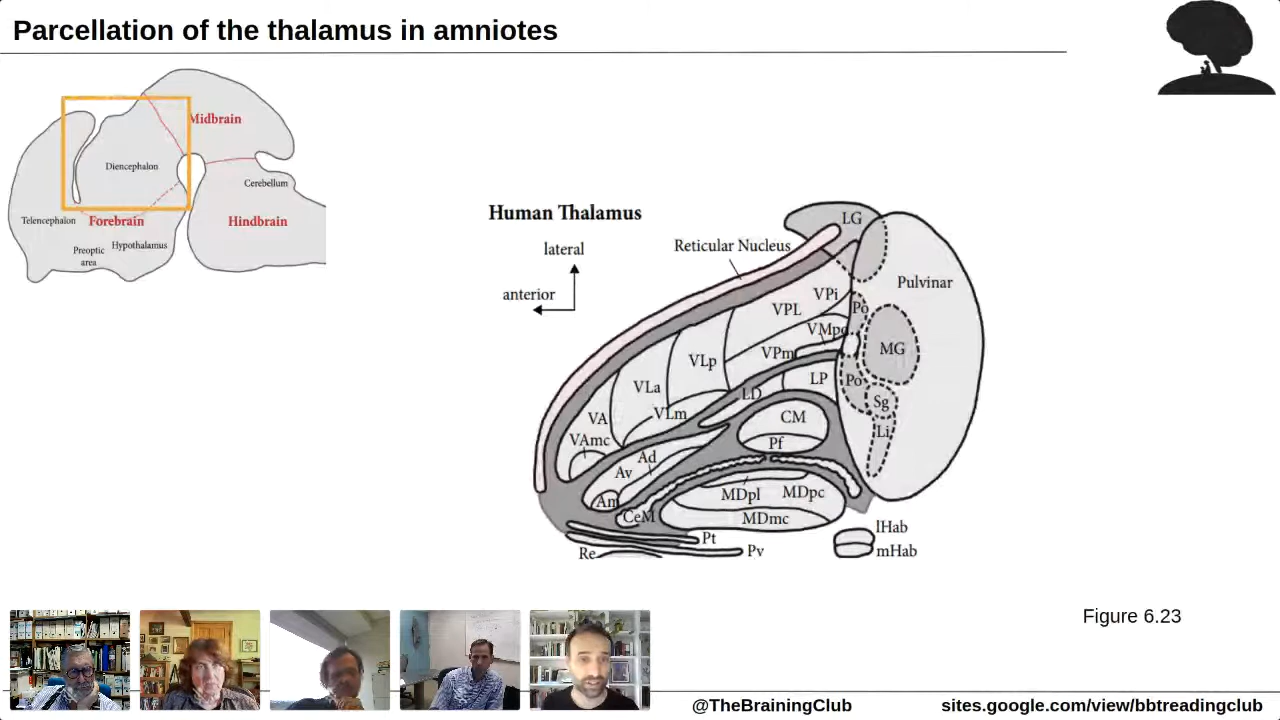 Parcellation of the thalamus in amniotes
Midbrain
Diencephalon
Cerebellum
Telencephalon
Forebrain
Hindbrain
Hypothalamus
Preoptic
area
Human Thalamus
lateral
anterior
Reticular Nucleus
LG
Pulvinar
VPi
VPL
Po
VMpo
MG
VPm
VLp
LP
Po
VLa
LD
Sg
VLm
CM
VA
Li
VAmc
Pf
Ad
Av
MDpl
MDpc
Am
CeM
MDmc
lHab
Pt
mHab
Re
Pv
Figure 6.23
@TheBrainingClub
sites.google.com/view/bbtreadingclub